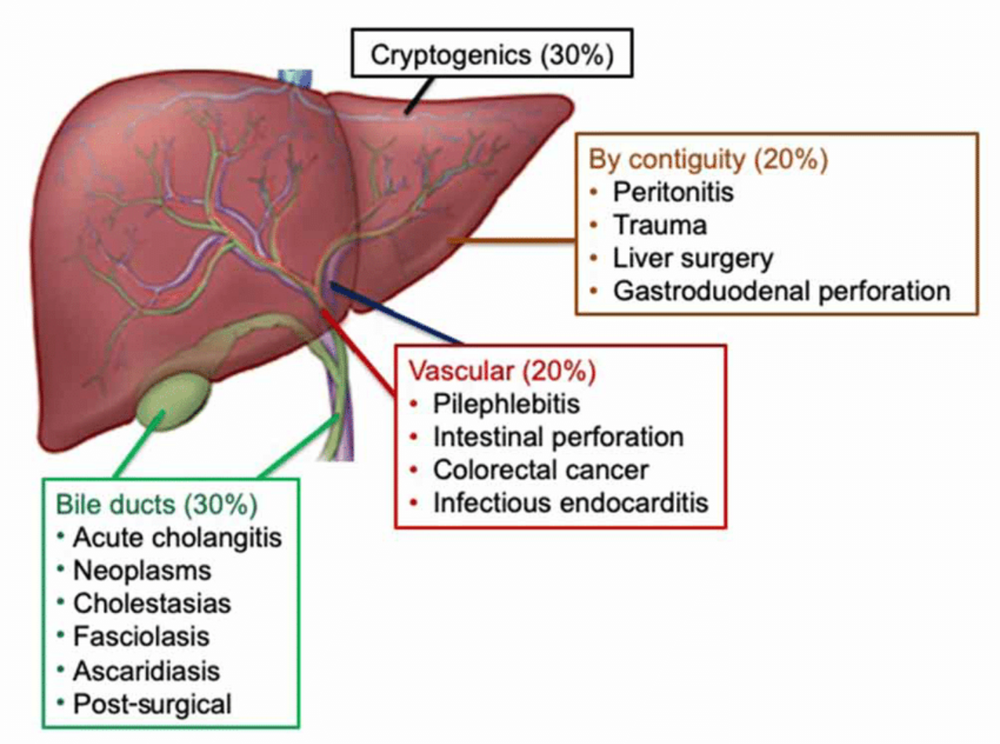 Cryptogenics (30%)
By contiguity (20%)
• Peritonitis
• Trauma
• Liver surgery
• Gastroduodenal perforation
Vascular (20%)
• Pilephlebitis
• Intestinal perforation
• Colorectal cancer
• Infectious endocarditis
Bile ducts (30%)
• Acute cholangitis
• Neoplasms
• Cholestasias
• Fasciolasis
• Ascaridiasis
• Post-surgical